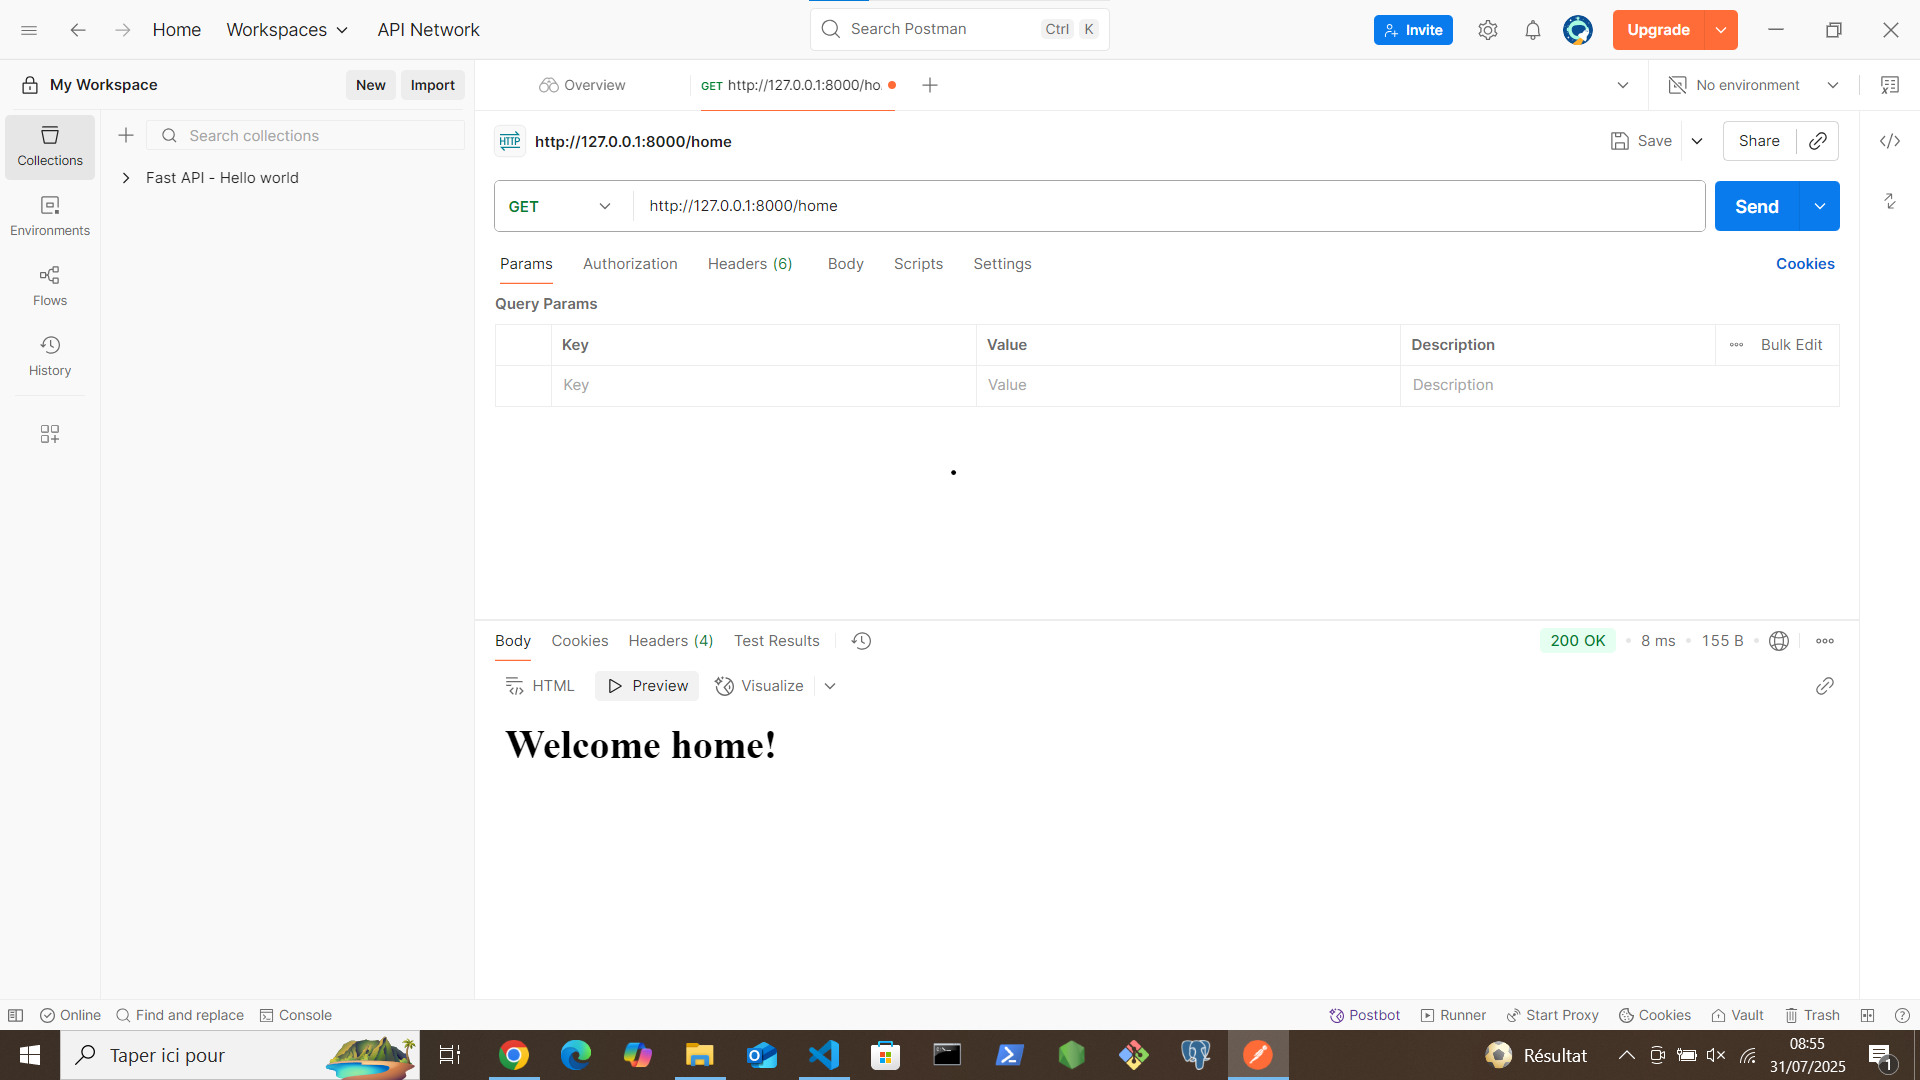 Home Workspaces API Network Search Postman Ctrl K Invite Upgrade
My Workspace New Import Overview GET http://127.0.0.1:8000/ho. No environment
Collections
Search collections
Fast API - Hello world
Environments
Flows
History
HTTP http://127.0.0.1:8000/home Save Share
GET http://127.0.0.1:8000/home Send
Params Authorization Headers (6) Body Scripts Settings Cookies
Query Params
Key Value Description Bulk Edit
Key Value Description
Body Cookies Headers (4) Test Results 200 OK 8 ms 155 B
HTML Preview Visualize
Welcome home!
Online Find and replace Console Postbot Runner Start Proxy Cookies Vault Trash
Taper ici pour Résultat 08:55
31/07/2025 1